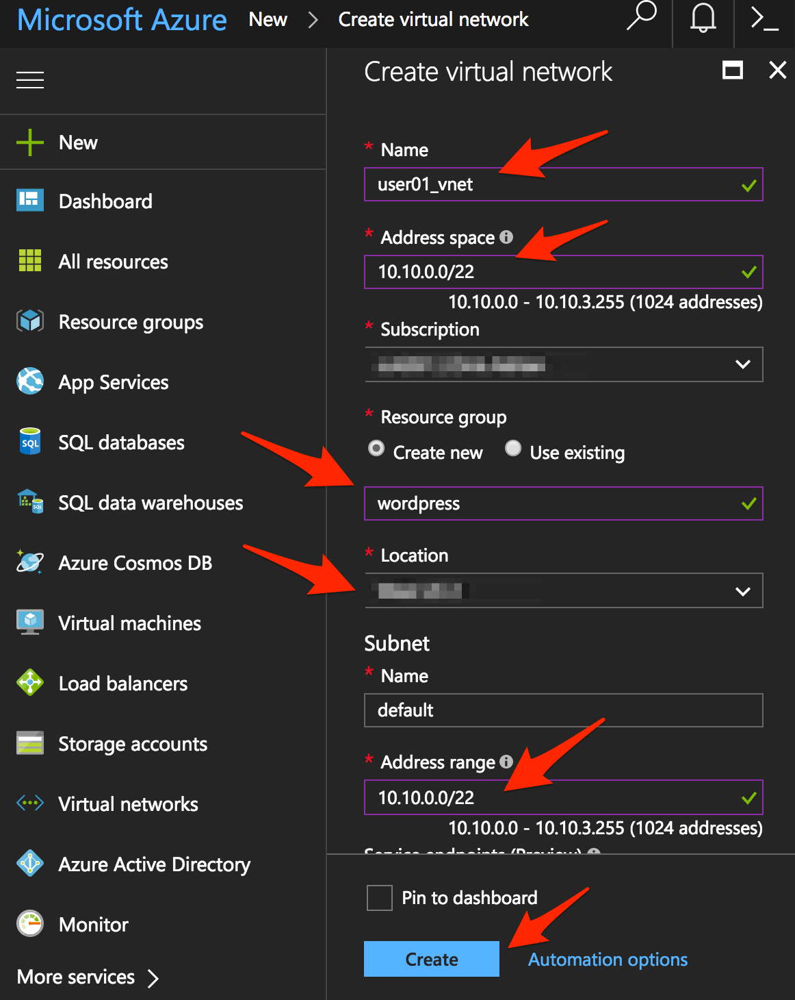 Microsoft Azure New > Create virtual network
Create virtual network
New
Dashboard
All resources
Resource groups
App Services
SQL databases
SQL data warehouses
Azure Cosmos DB
Virtual machines
Load balancers
Storage accounts
Virtual networks
Azure Active Directory
Monitor
More services >
* Name
user01_vnet
* Address space
10.10.0.0/22
10.10.0.0 - 10.10.3.255 (1024 addresses)
* Subscription
* Resource group
Create new Use existing
wordpress
* Location
Subnet
* Name
default
* Address range
10.10.0.0/22
10.10.0.0 - 10.10.3.255 (1024 addresses)
Service endpoints (Preview)
Pin to dashboard
Create Automation options